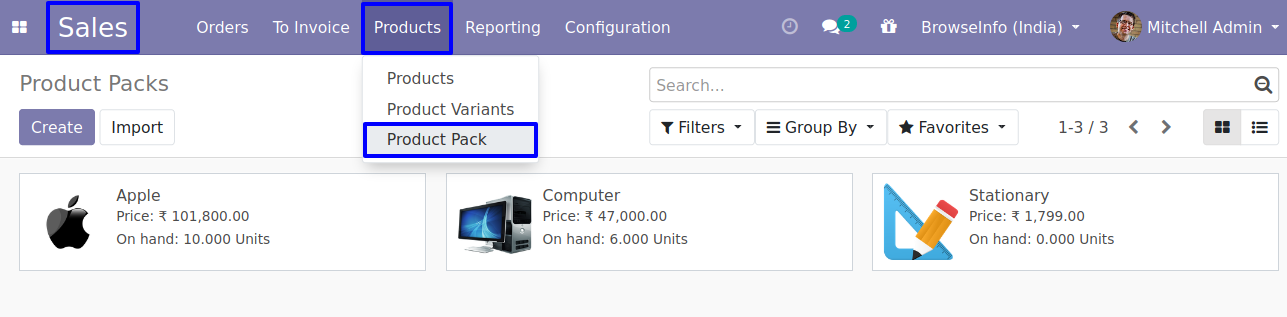 Sales Orders To Invoice Products Reporting Configuration 2 BrowseInfo (India) Mitchell Admin
Products
Product Variants
Product Pack
Product Packs
Search...
Create Import
Filters Group By Favorites 1-3 / 3
Apple
Price: ₹ 101,800.00
On hand: 10.000 Units
Computer
Price: ₹ 47,000.00
On hand: 6.000 Units
Stationary
Price: ₹ 1,799.00
On hand: 0.000 Units